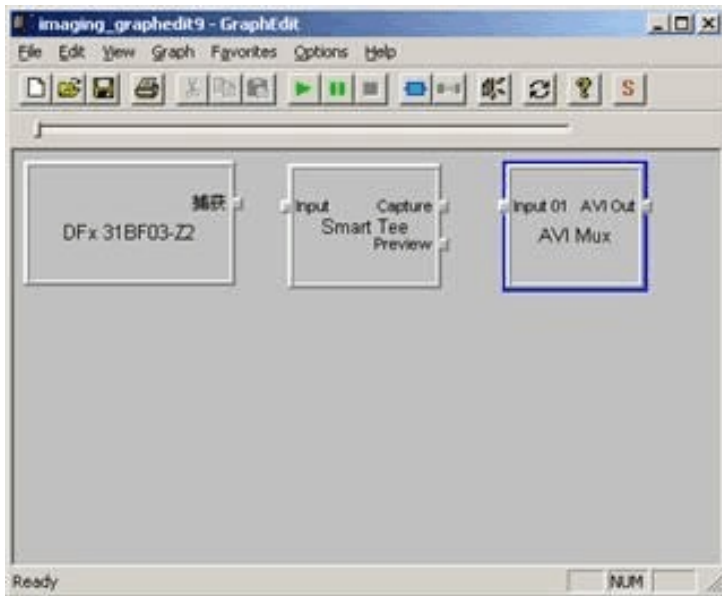 imaging_graphedit9 - GraphEdit
File Edit View Graph Favorites Options Help
S
捕获
DFx 31BF03-Z2
Input Capture
Smart Tee
Preview
Input 01 AVI Out
AVI Mux
Ready NUM